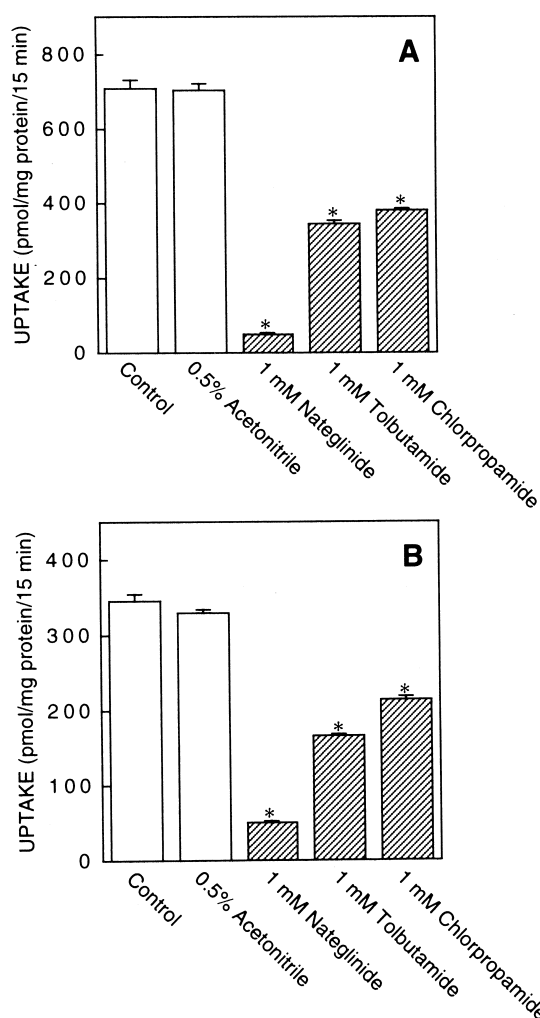 A
UPTAKE (pmol/mg protein/15 min)
800
600
400
200
0
*
*
*
Control
0.5% Acetonitrile
1 mM Nateglinide
1 mM Tolbutamide
1 mM Chlorpropamide
B
UPTAKE (pmol/mg protein/15 min)
400
300
200
100
0
*
*
*
Control
0.5% Acetonitrile
1 mM Nateglinide
1 mM Tolbutamide
1 mM Chlorpropamide